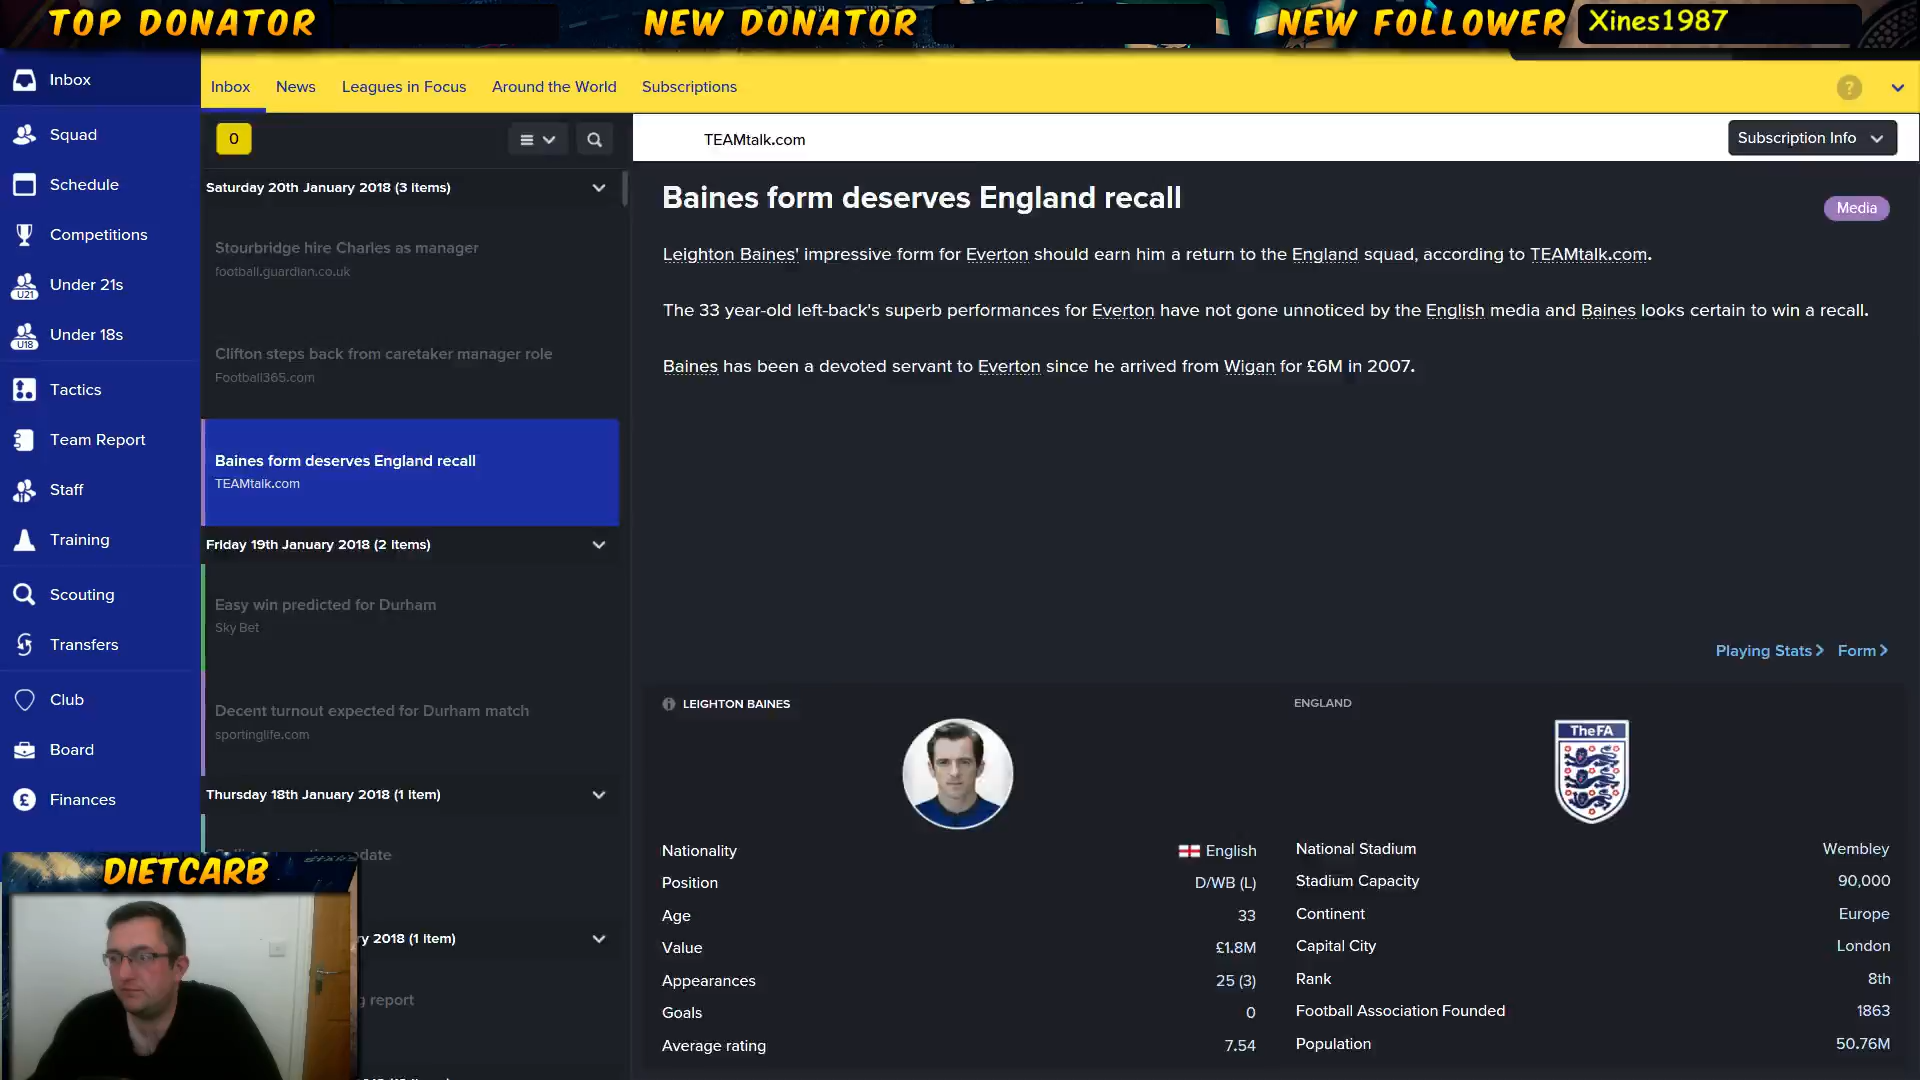 TOP DONATOR
NEW DONATOR
NEW FOLLOWER
Xines1987
Inbox
Squad
Schedule
Competitions
U21
Under 21s
U18
Under 18s
Tactics
Team Report
Staff
Training
Scouting
Transfers
Club
Board
£
Finances
Inbox
News
Leagues in Focus
Around the World
Subscriptions
?
0
Saturday 20th January 2018 (3 Items)
Stourbridge hire Charles as manager
football.guardian.co.uk
Clifton steps back from caretaker manager role
Football365.com
Baines form deserves England recall
TEAMtalk.com
Friday 19th January 2018 (2 Items)
Easy win predicted for Durham
Sky Bet
Decent turnout expected for Durham match
sportinglife.com
Thursday 18th January 2018 (1 Item)
2018 (1 Item)
report
DIETCARB
TEAMtalk.com
Subscription Info
Baines form deserves England recall
Media
Leighton Baines' impressive form for Everton should earn him a return to the England squad, according to TEAMtalk.com.
The 33 year-old left-back's superb performances for Everton have not gone unnoticed by the English media and Baines looks certain to win a recall.
Baines has been a devoted servant to Everton since he arrived from Wigan for £6M in 2007.
Playing Stats
Form
LEIGHTON BAINES
Nationality English
Position D/WB (L)
Age 33
Value £1.8M
Appearances 25 (3)
Goals 0
Average rating 7.54
ENGLAND
TheFA
National Stadium Wembley
Stadium Capacity 90,000
Continent Europe
Capital City London
Rank 8th
Football Association Founded 1863
Population 50.76M